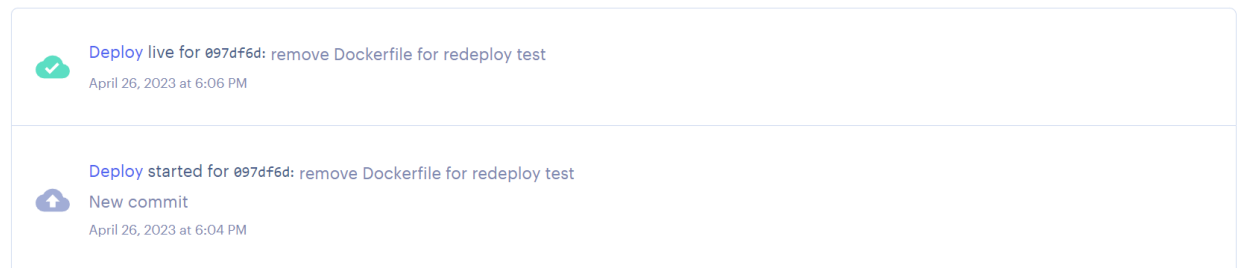 Deploy live for 097df6d: remove Dockerfile for redeploy test
April 26, 2023 at 6:06 PM
Deploy started for 097df6d: remove Dockerfile for redeploy test
New commit
April 26, 2023 at 6:04 PM